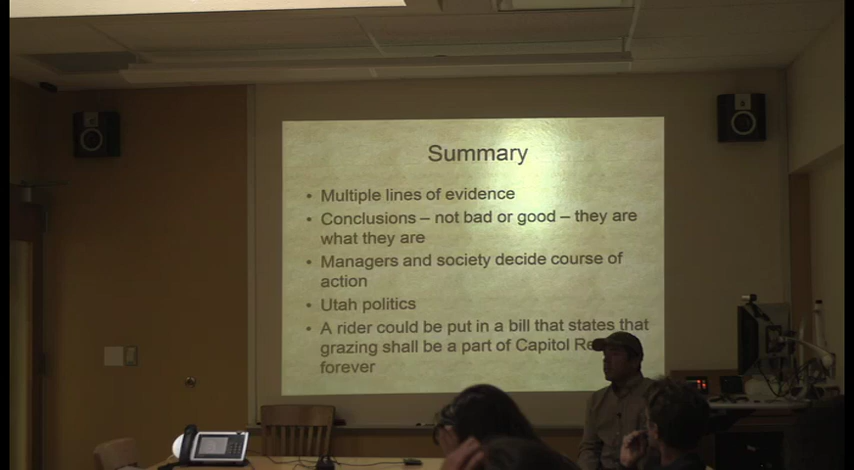 Summary
• Multiple lines of evidence
• Conclusions – not bad or good – they are
what they are
• Managers and society decide course of
action
• Utah politics
• A rider could be put in a bill that states that
grazing shall be a part of Capitol
forever